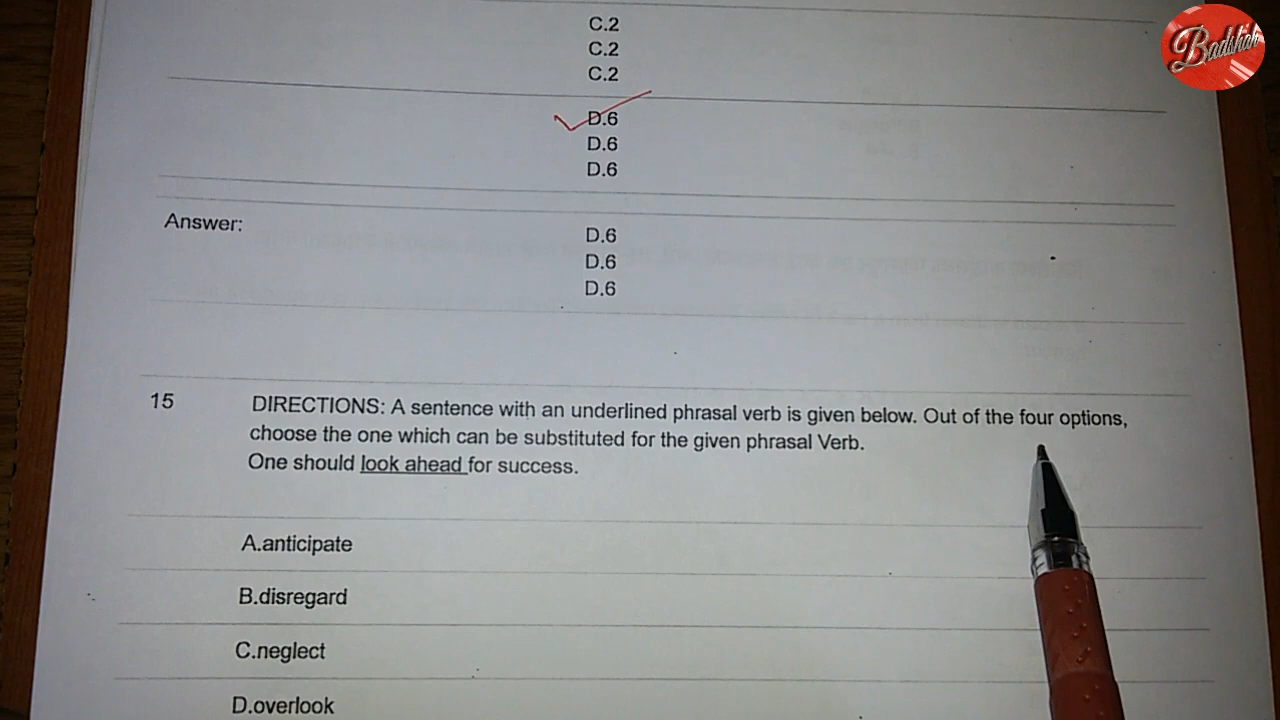 Badshah
C.2
C.2
C.2
D.6
D.6
D.6
Answer:
D.6
D.6
D.6
15
DIRECTIONS: A sentence with an underlined phrasal verb is given below. Out of the four options,
choose the one which can be substituted for the given phrasal Verb.
One should look ahead for success.
A.anticipate
B.disregard
C.neglect
D.overlook